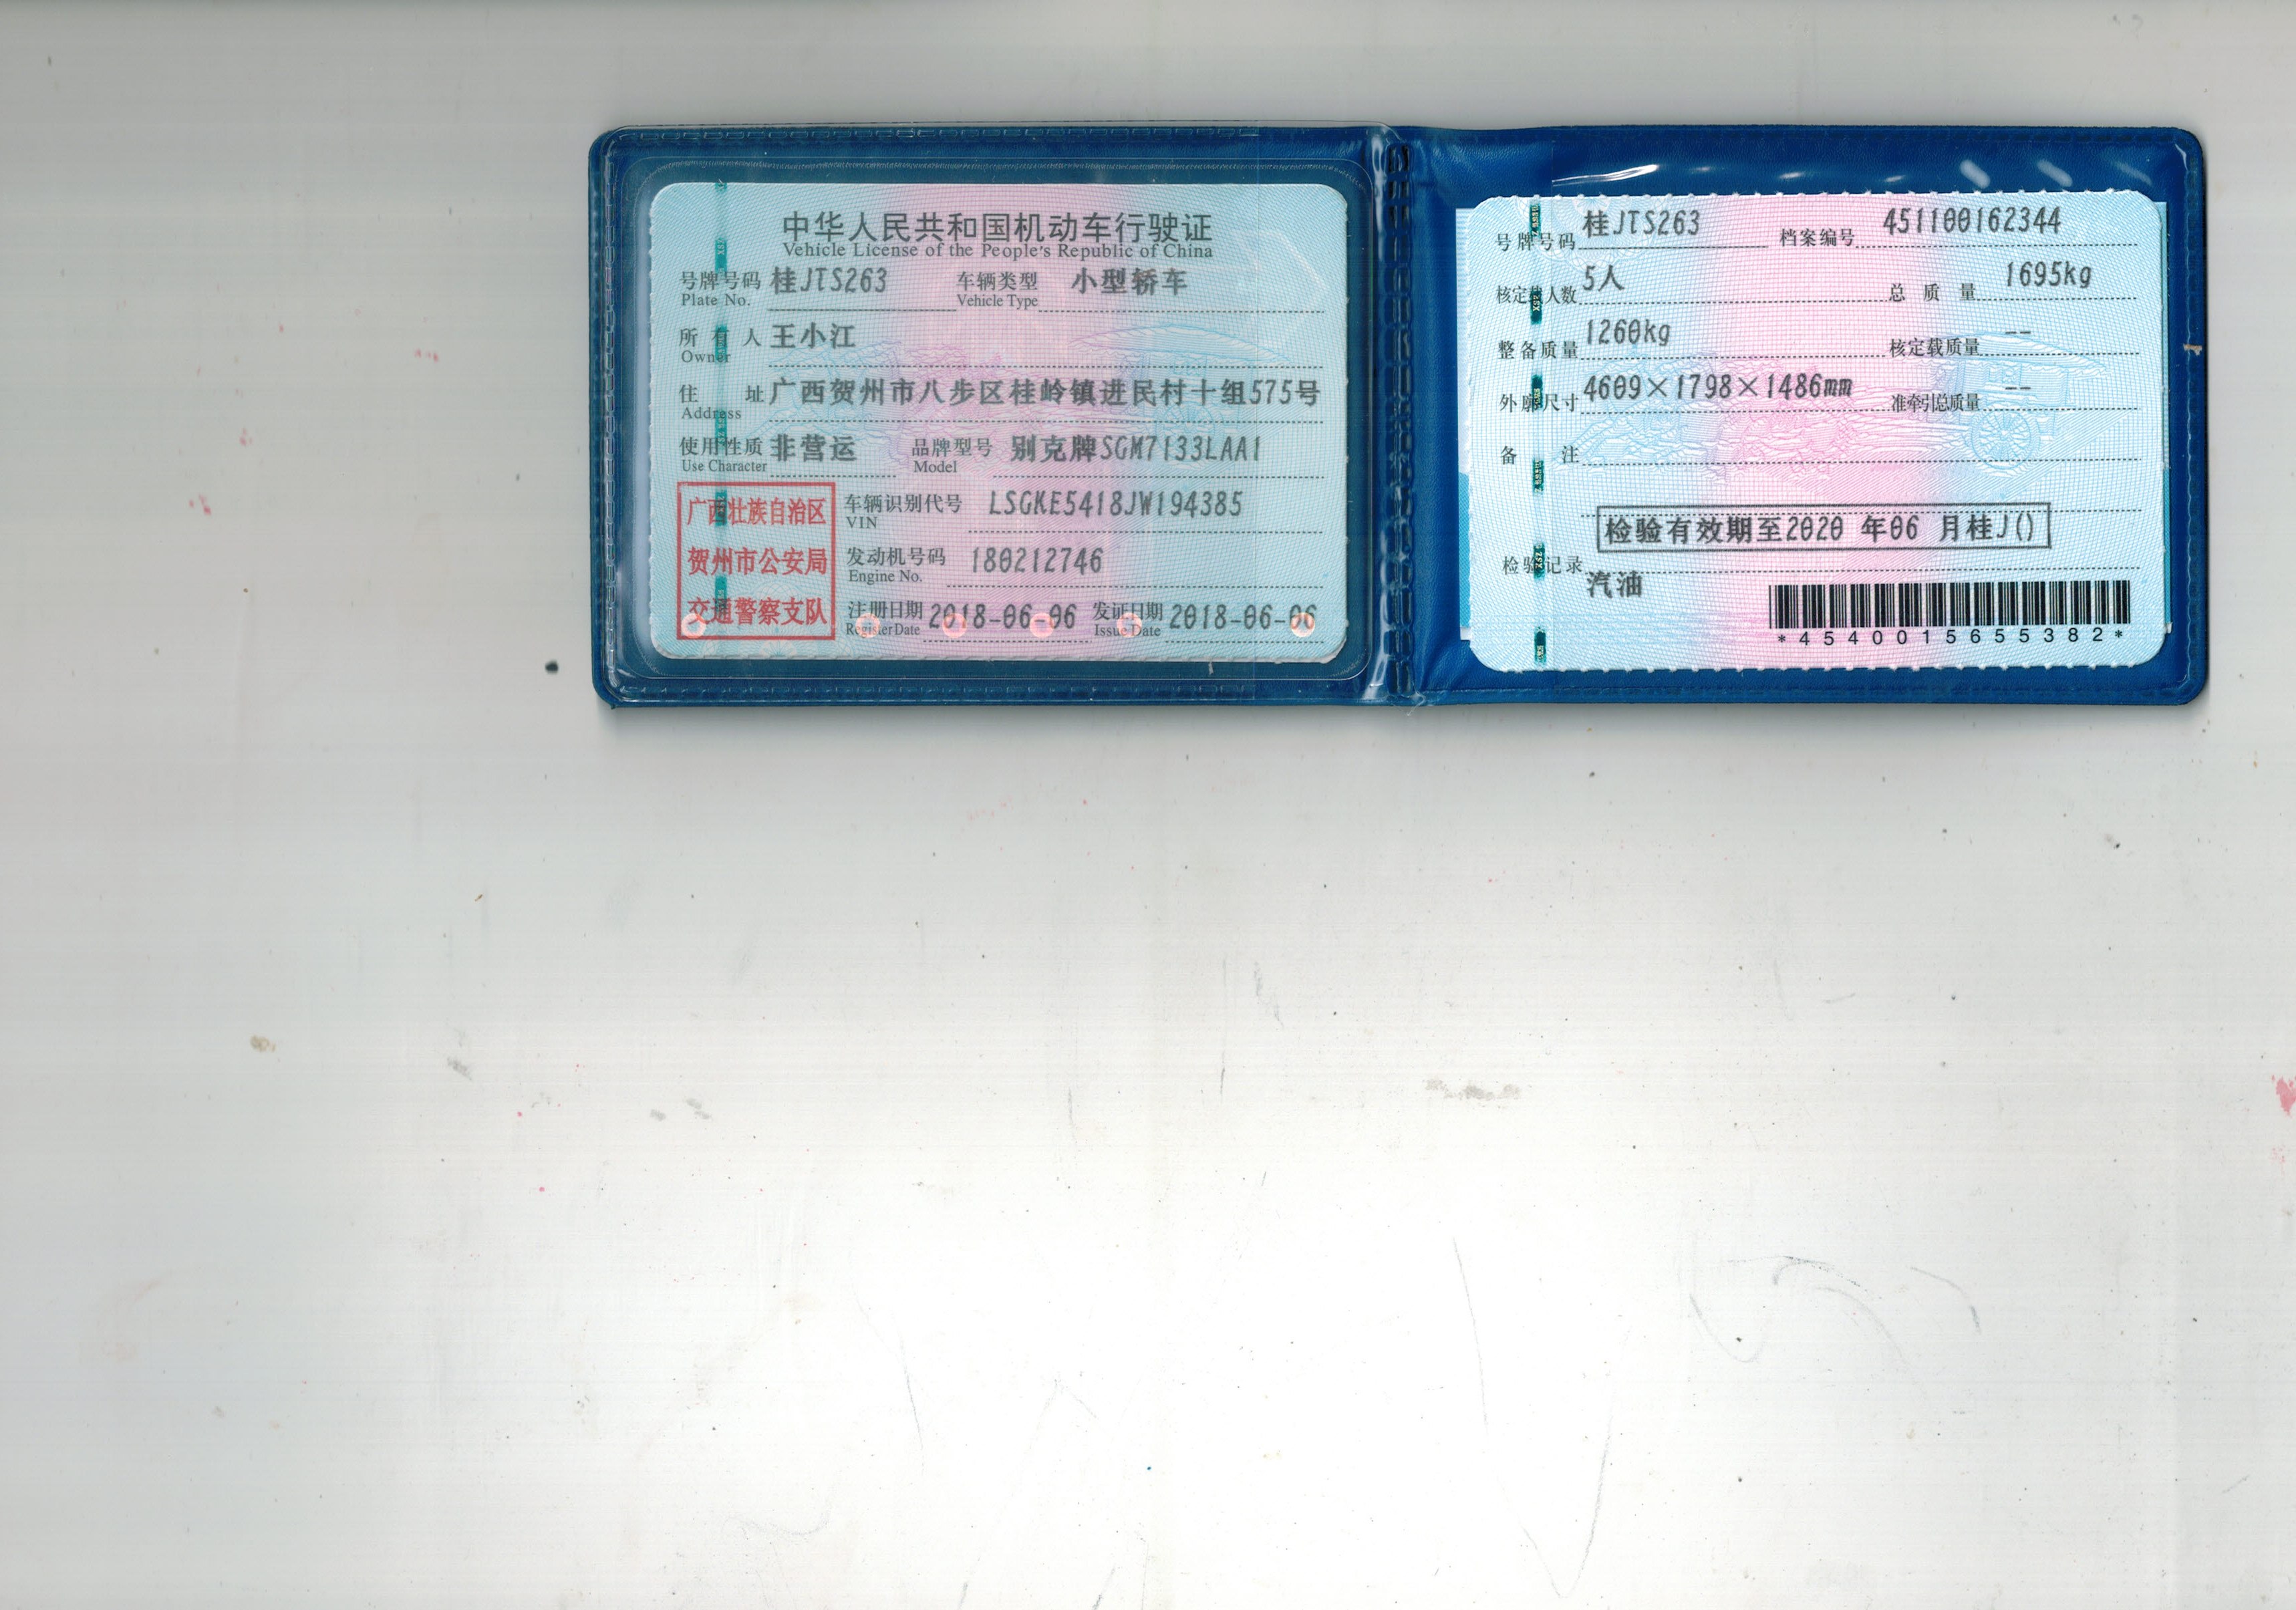 中华人民共和国机动车行驶证
Vehicle License of the People's Republic of China
号牌号码 桂JTS263 车辆类型 小型轿车
Plate No. Vehicle Type
所有人 王小江
Owner
住址 广西贺州市八步区桂岭镇进民村十组575号
Address
使用性质 非营运 品牌型号 别克牌SGM7133LAA1
Use Character Model
广西壮族自治区
贺州市公安局
交通警察支队
车辆识别代号 LSGKE5418JW194385
VIN
发动机号码 180212746
Engine No.
注册日期 2018-06-06 发证日期 2018-06-06
Register Date Issue Date
号牌号码 桂JTS263 档案编号 451100162344
核定载人数 5人 总质量 1695kg
整备质量 1260kg 核定载质量 --
外廓尺寸 4609×1798×1486mm 准牵引总质量 --
备注
检验有效期至2020 年06 月桂J()
检验记录
汽油
*4540015655382*